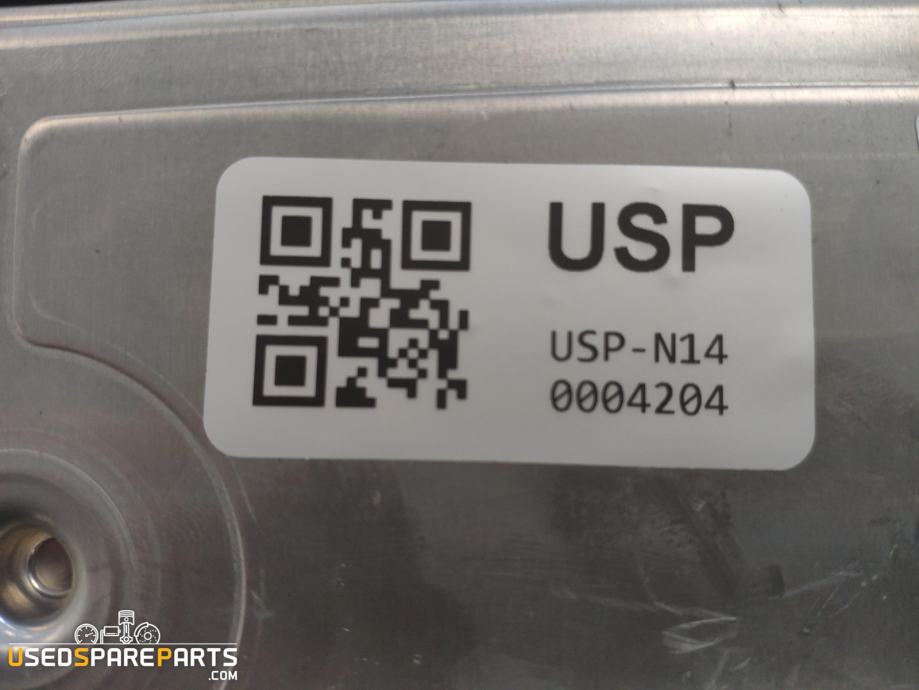 USP
USP-N14
0004204
USEDSPAREPARTS
.COM